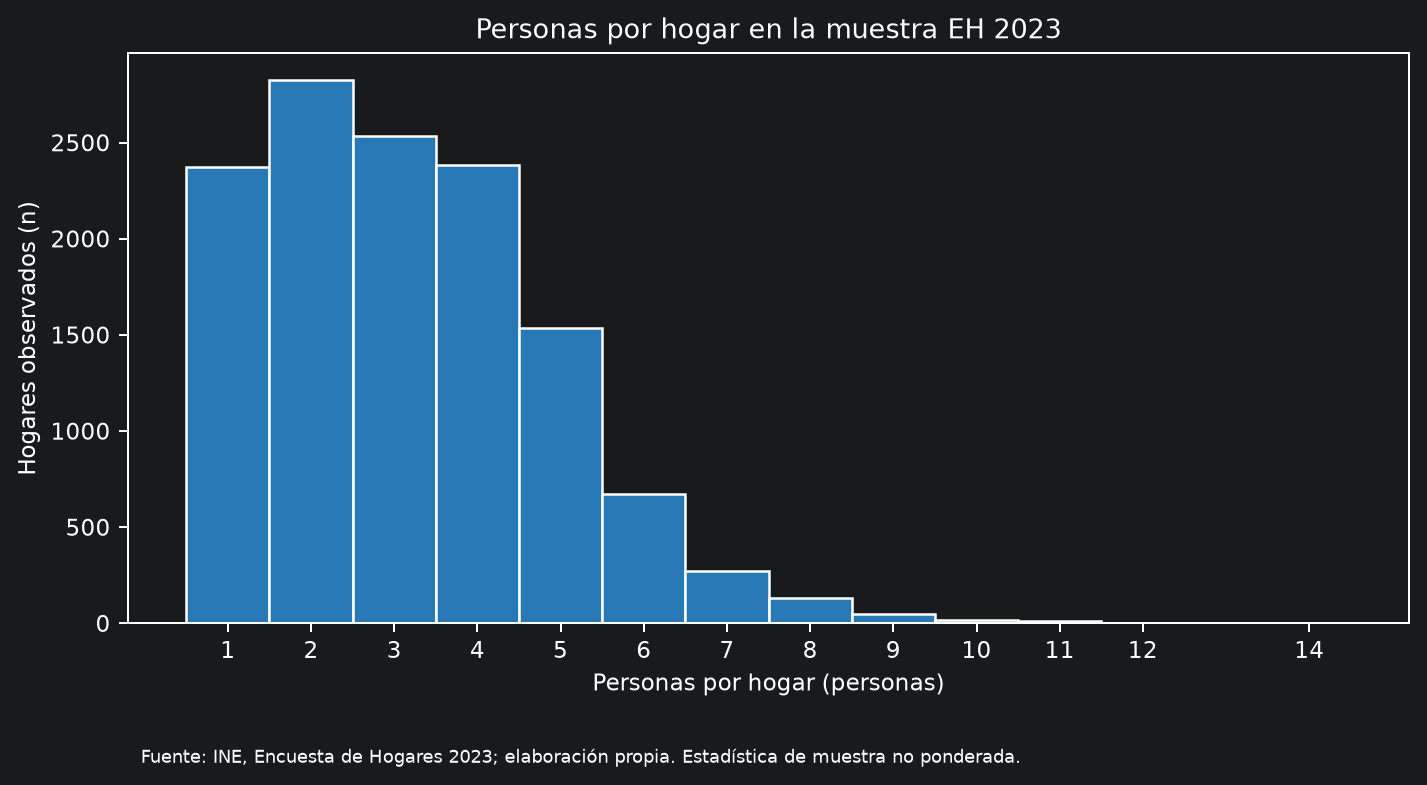 Personas por hogar en la muestra EH 2023
Hogares observados (n)
2500
2000
1500
1000
500
0
1 2 3 4 5 6 7 8 9 10 11 12 14
Personas por hogar (personas)
Fuente: INE, Encuesta de Hogares 2023; elaboración propia. Estadística de muestra no ponderada.